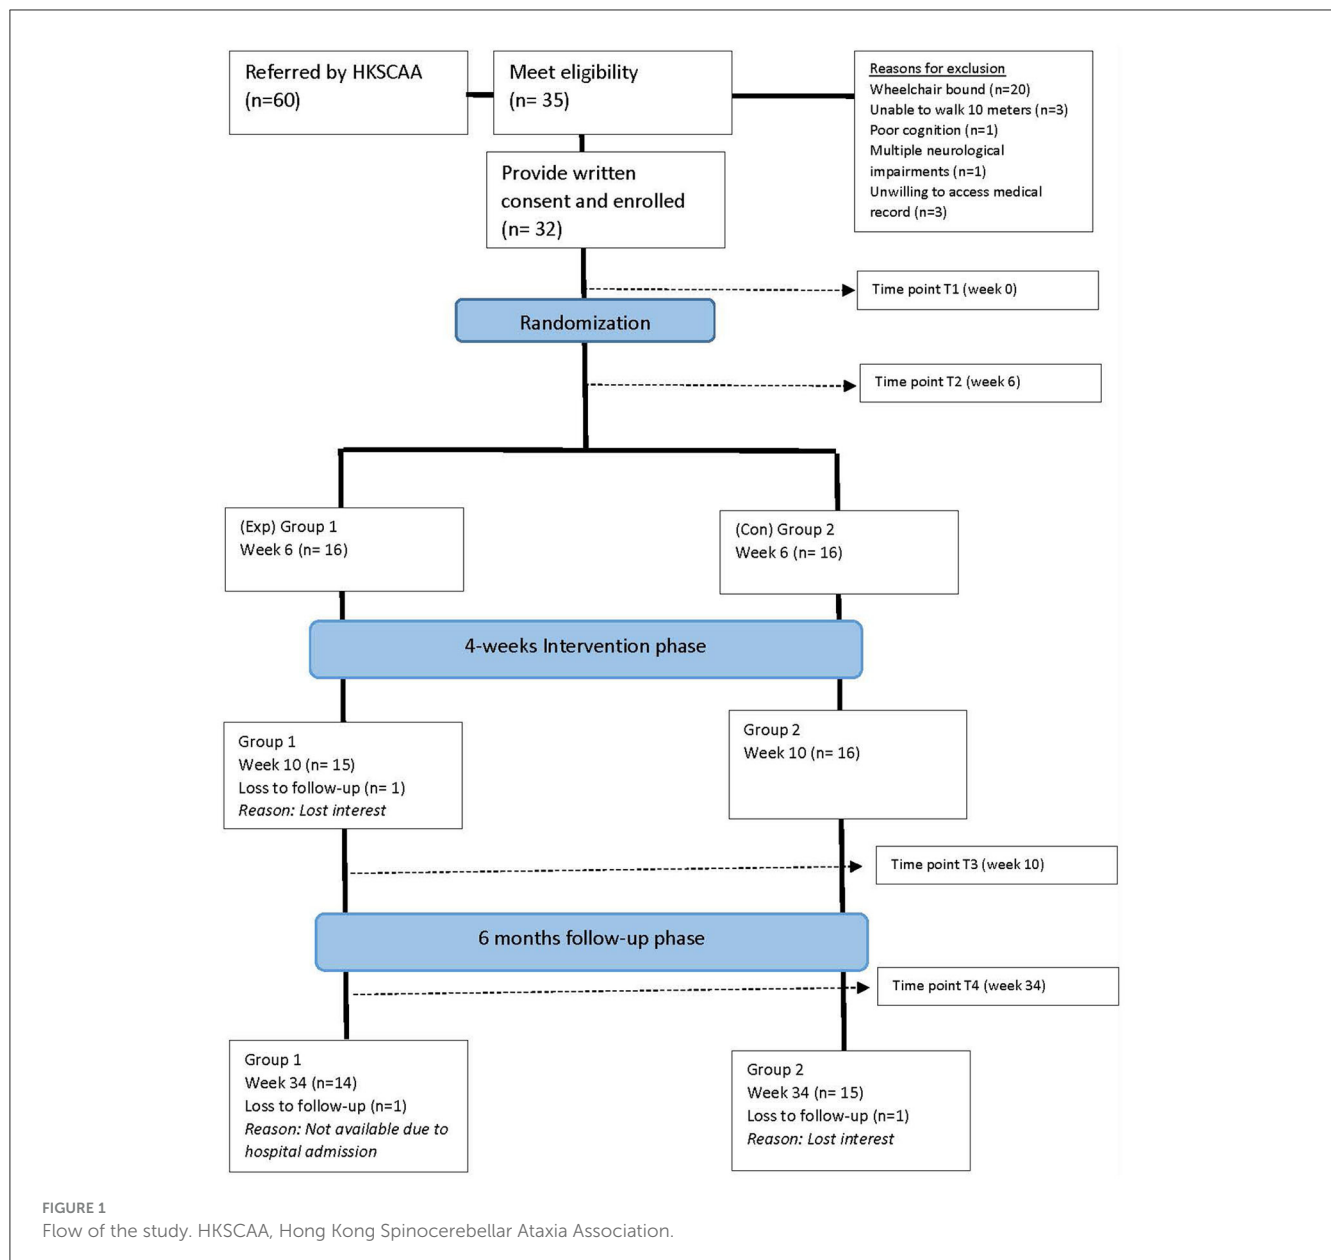 Referred by HKSCAA
(n=60)
Meet eligibility
(n= 35)
Reasons for exclusion
Wheelchair bound (n=20)
Unable to walk 10 meters (n=3)
Poor cognition (n=1)
Multiple neurological
impairments (n=1)
Unwilling to access medical
record (n=3)
Provide written
consent and enrolled
(n= 32)
Time point T1 (week 0)
Randomization
Time point T2 (week 6)
(Exp) Group 1
Week 6 (n= 16)
(Con) Group 2
Week 6 (n= 16)
4-weeks Intervention phase
Group 1
Week 10 (n= 15)
Loss to follow-up (n= 1)
Reason: Lost interest
Group 2
Week 10 (n= 16)
Time point T3 (week 10)
6 months follow-up phase
Time point T4 (week 34)
Group 1
Week 34 (n=14)
Loss to follow-up (n=1)
Reason: Not available due to
hospital admission
Group 2
Week 34 (n= 15)
Loss to follow-up (n=1)
Reason: Lost interest
FIGURE 1
Flow of the study. HKSCAA, Hong Kong Spinocerebellar Ataxia Association.